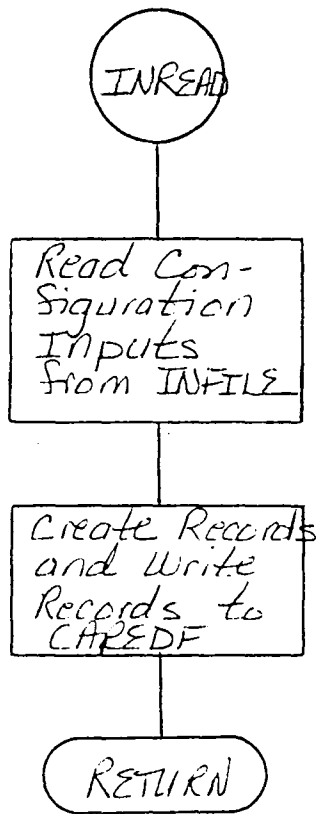 INREAD
Read Con-
figuration
Inputs
from INFILE
Create Records
and Write
Records to
CAREDF
RETURN